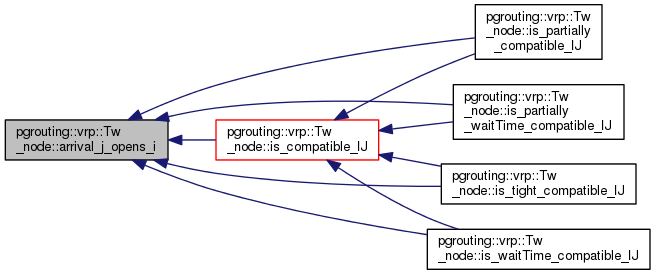 pgrouting::vrp::Tw
_node::arrival_j_opens_i
pgrouting::vrp::Tw
_node::is_compatible_IJ
pgrouting::vrp::Tw
_node::is_partially
_compatible_IJ
pgrouting::vrp::Tw
_node::is_partially
_waitTime_compatible_IJ
pgrouting::vrp::Tw
_node::is_tight_compatible_IJ
pgrouting::vrp::Tw
_node::is_waitTime_compatible_IJ